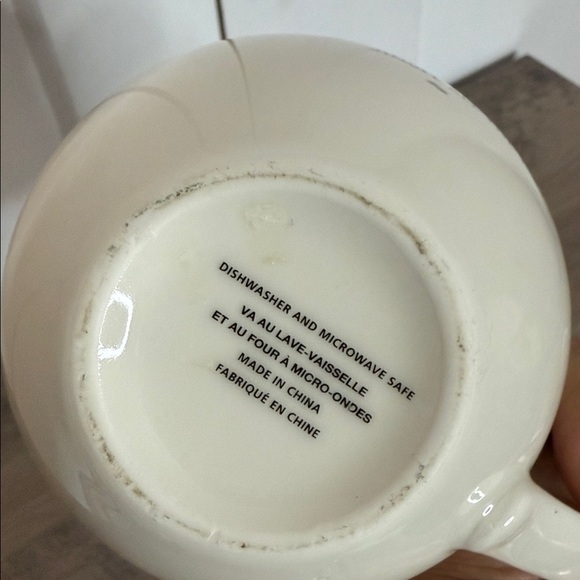 DISHWASHER AND MICROWAVE SAFE
VA AU LAVE-VAISSELLE
ET AU FOUR À MICRO-ONDES
MADE IN CHINA
FABRIQUÉ EN CHINE